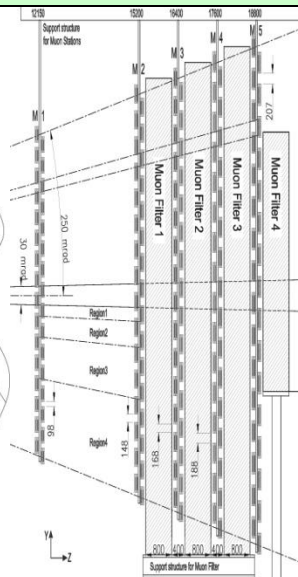 12150
15200
16400
17600
18800
Support structure
for Muon Stations
M 1
M 2
M 3
M 4
M 5
207
Muon Filter 1
Muon Filter 2
Muon Filter 3
Muon Filter 4
250 mrad
30 mrad
Region1
Region2
Region3
Region4
98
148
168
188
Y
Z
800 400 800 400 800
Support structure for Muon Filter